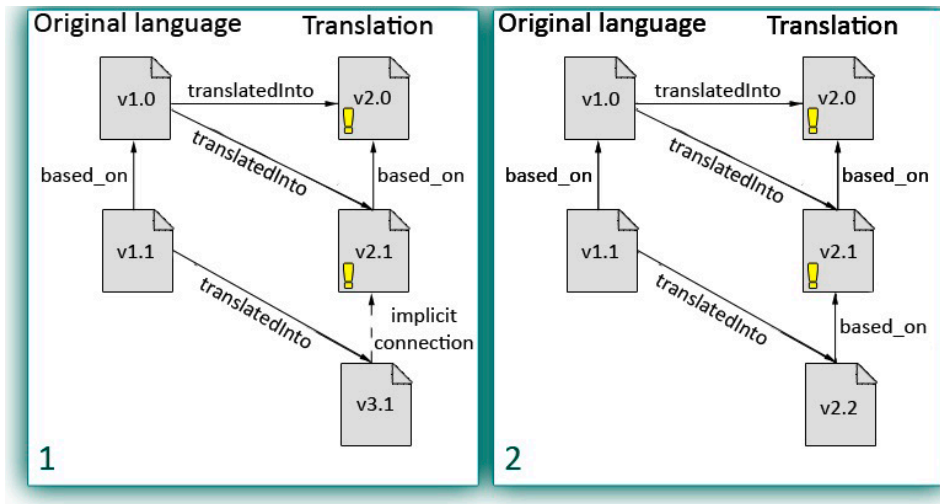 Original language
Translation
v1.0
translatedInto
v2.0
!
translatedInto
based_on
based_on
v1.1
v2.1
!
translatedInto
implicit
connection
v3.1
1
Original language
Translation
v1.0
translatedInto
v2.0
!
translatedInto
based_on
based_on
v1.1
v2.1
!
translatedInto
based_on
v2.2
2